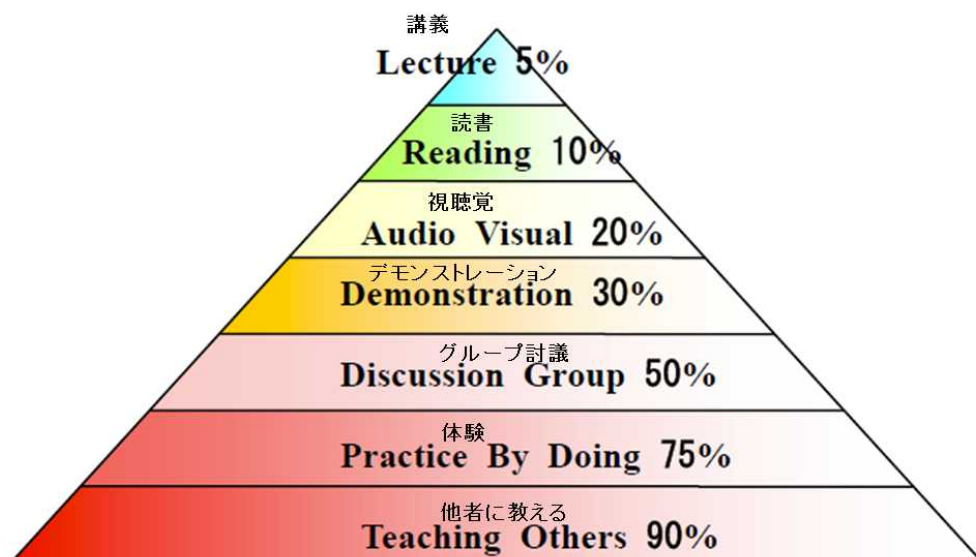 講義
Lecture 5%
読書
Reading 10%
視聴覚
Audio Visual 20%
デモンストレーション
Demonstration 30%
グループ討議
Discussion Group 50%
体験
Practice By Doing 75%
他者に教える
Teaching Others 90%